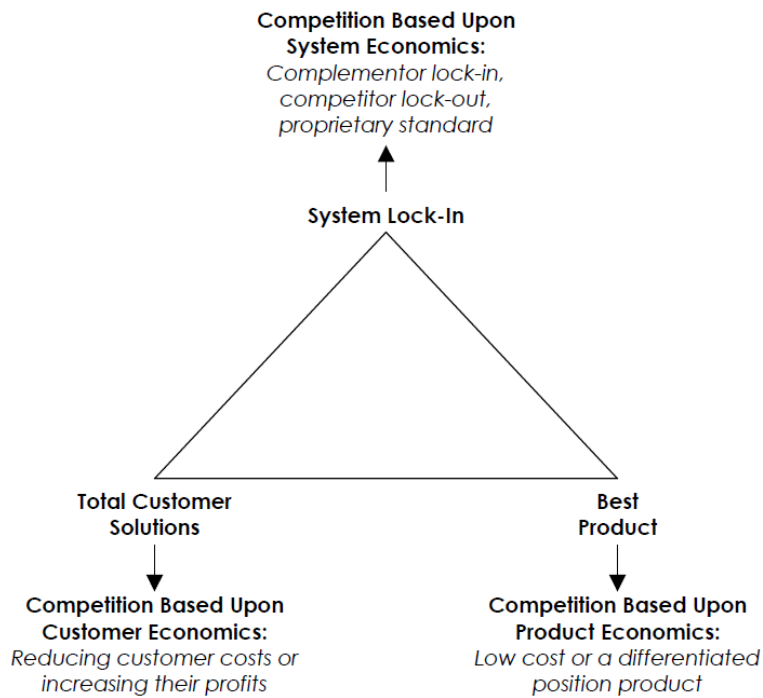 Competition Based Upon
System Economics:
Complementor lock-in,
competitor lock-out,
proprietary standard
System Lock-In
Total Customer
Solutions
Best
Product
Competition Based Upon
Customer Economics:
Reducing customer costs or
increasing their profits
Competition Based Upon
Product Economics:
Low cost or a differentiated
position product